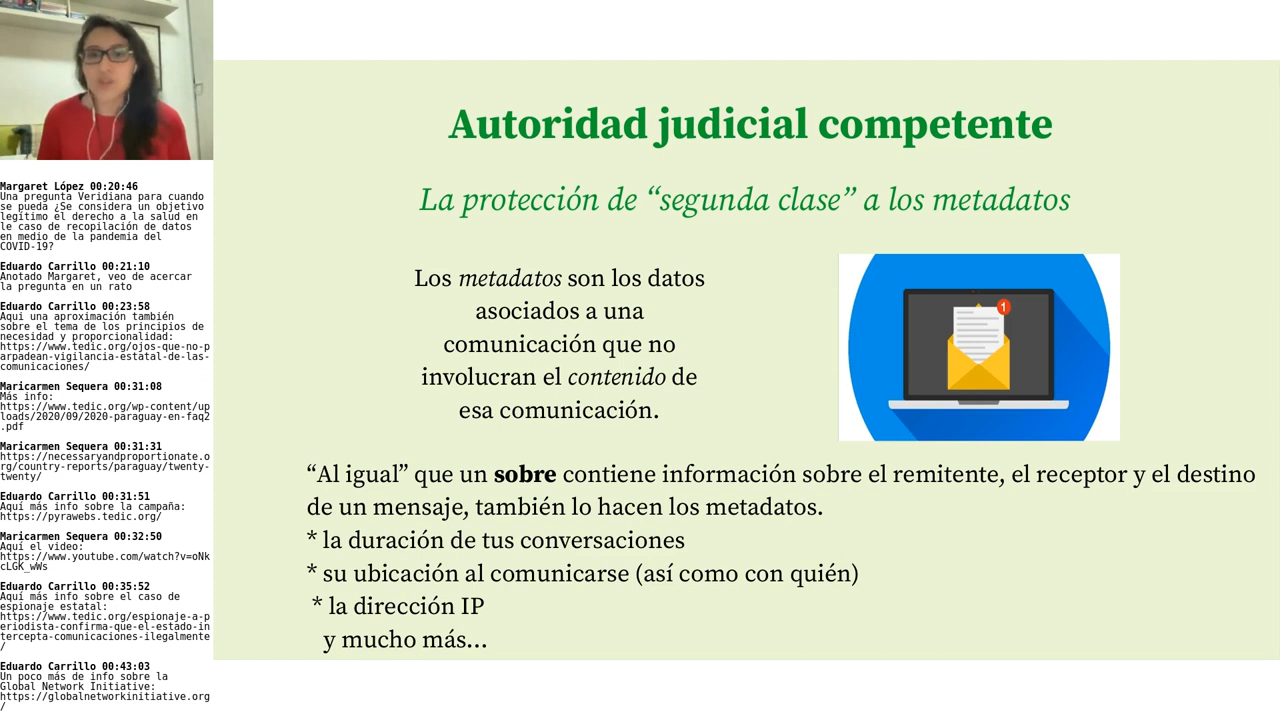 Margaret López 00:20:46
Una pregunta Veridiana para cuando
se pueda ¿Se considera un objetivo
legítimo el derecho a la salud en
le caso de recopilación de datos
en medio de la pandemia del
COVID-19?
Eduardo Carrillo 00:21:10
Anotado Margaret, veo de acercar
la pregunta en un rato
Eduardo Carrillo 00:23:58
Aqui una aproximación también
sobre el tema de los principios de
necesidad y proporcionalidad:
https://www.tedic.org/ojos-que-no-p
arpadean-vigilancia-estatal-de-las-
comunicaciones/
Maricarmen Sequera 00:31:08
Más info:
https://www.tedic.org/wp-content/up
loads/2020/09/2020-paraguay-en-faq2
.pdf
Maricarmen Sequera 00:31:31
https://necessaryandproportionate.o
rg/country-reports/paraguay/twenty-
twenty/
Eduardo Carrillo 00:31:51
Aquí más info sobre la campaña:
https://pyrawebs.tedic.org/
Maricarmen Sequera 00:32:50
Aquí el video:
https://www.youtube.com/watch?v=oNk
cLGK_wWs
Eduardo Carrillo 00:35:52
Aquí más info sobre el caso de
espionaje estatal:
https://www.tedic.org/espionaje-a-p
eriodista-confirma-que-el-estado-in
tercepta-comunicaciones-ilegalmente
/
Eduardo Carrillo 00:43:03
Un poco más de info sobre la
Global Network Initiative:
https://globalnetworkinitiative.org
/
Autoridad judicial competente
La protección de “segunda clase” a los metadatos
Los metadatos son los datos
asociados a una
comunicación que no
involucran el contenido de
esa comunicación.
1
“Al igual” que un sobre contiene información sobre el remitente, el receptor y el destino
de un mensaje, también lo hacen los metadatos.
* la duración de tus conversaciones
* su ubicación al comunicarse (así como con quién)
* la dirección IP
y mucho más...